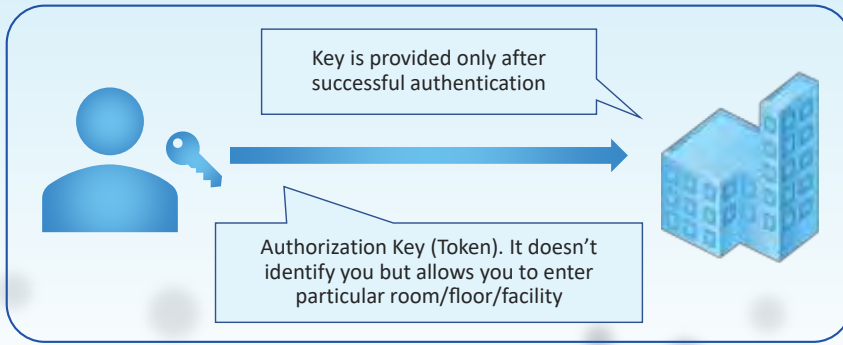 Key is provided only after
successful authentication
Authorization Key (Token). It doesn’t
identify you but allows you to enter
particular room/floor/facility